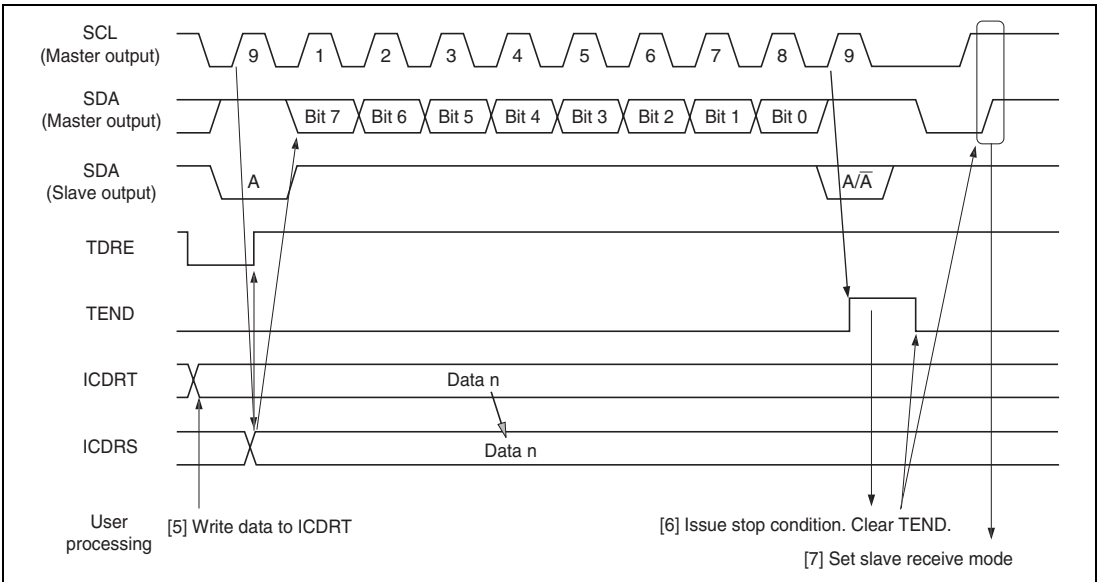 SCL
(Master output)
9 1 2 3 4 5 6 7 8 9
SDA
(Master output)
Bit 7 Bit 6 Bit 5 Bit 4 Bit 3 Bit 2 Bit 1 Bit 0
SDA
(Slave output)
A A/A̅
TDRE
TEND
ICDRT
Data n
ICDRS
Data n
User
processing
[5] Write data to ICDRT
[6] Issue stop condition. Clear TEND.
[7] Set slave receive mode